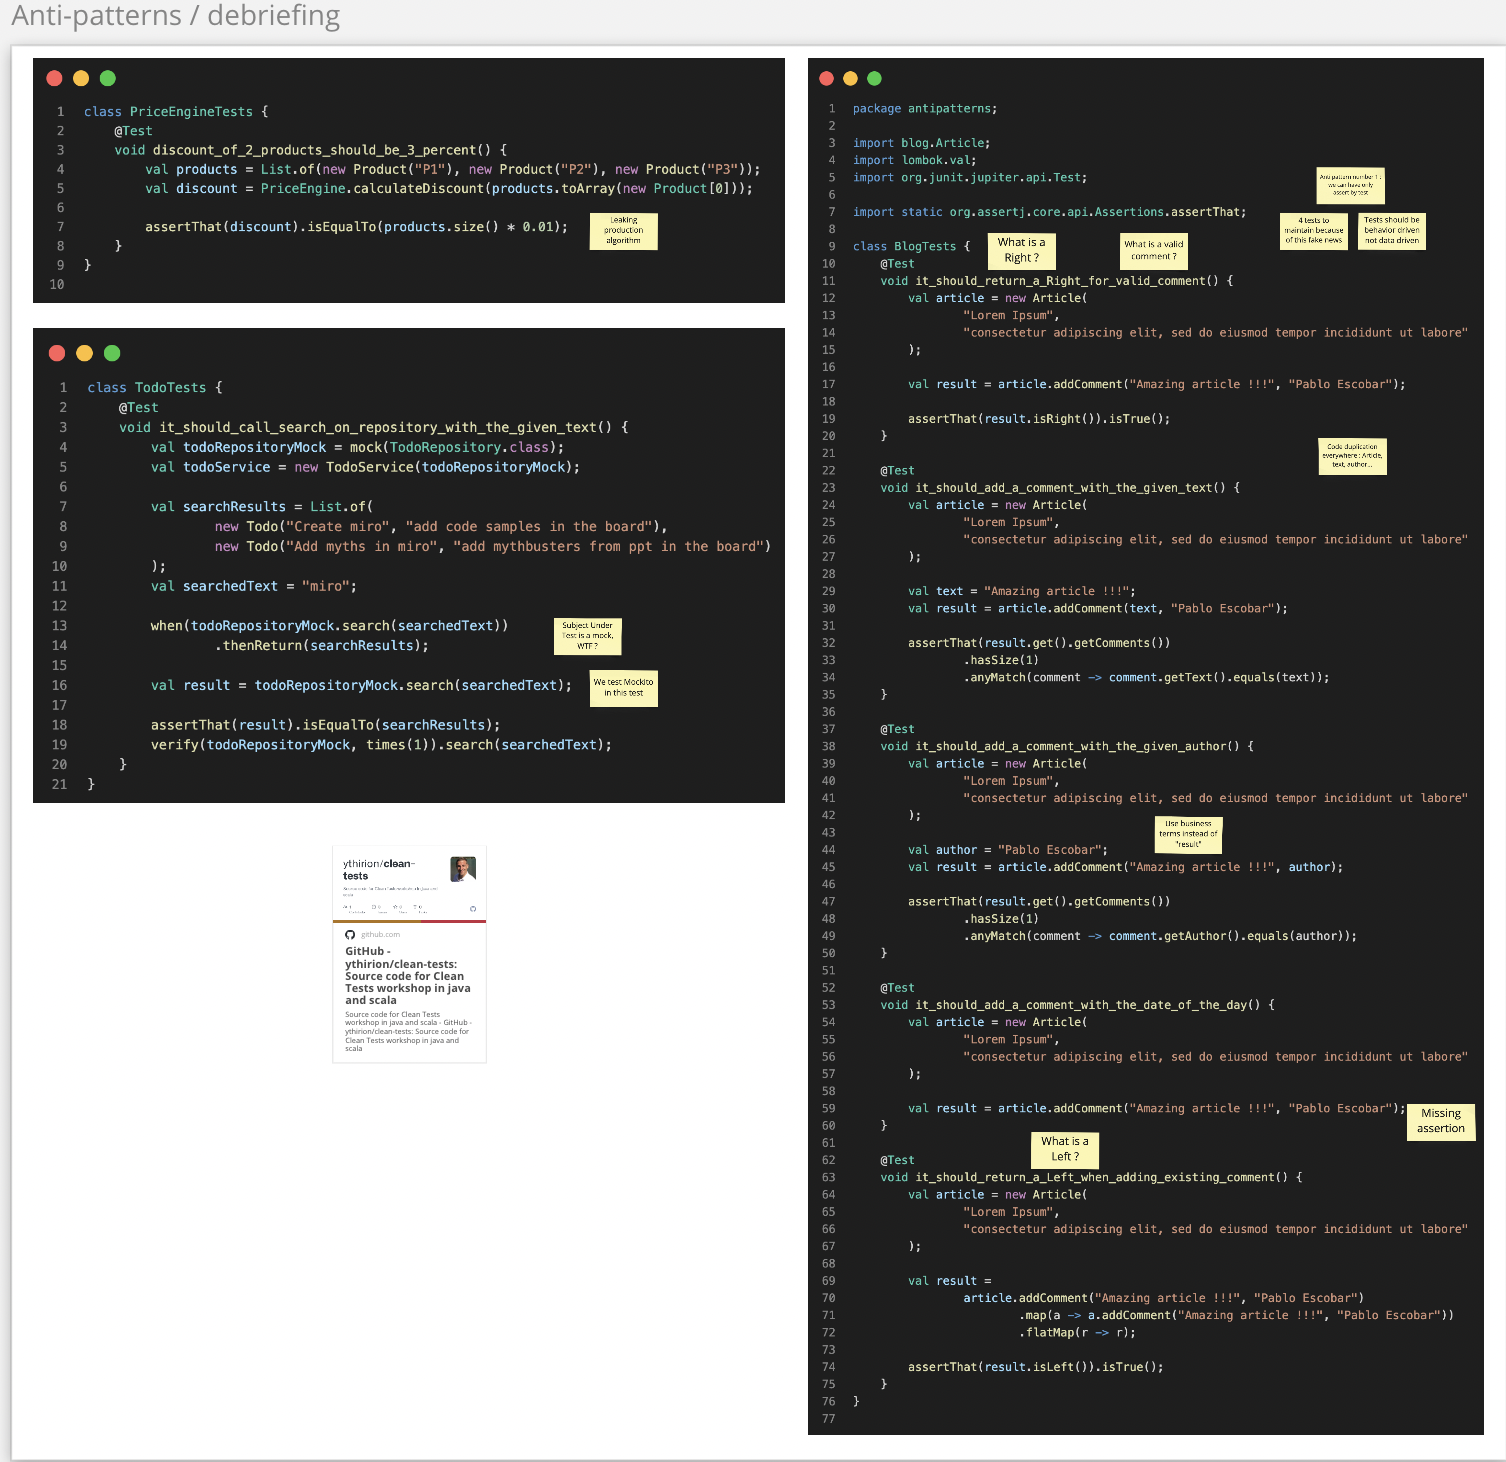 Anti-patterns / debriefing
1 class PriceEngineTests {
2 @Test
3 void discount_of_2_products_should_be_3_percent() {
4 val products = List.of(new Product("P1"), new Product("P2"), new Product("P3"));
5 val discount = PriceEngine.calculateDiscount(products.toArray(new Product[0]));
6
7 assertThat(discount).isEqualTo(products.size() * 0.01);
8 }
9 }
10
Leaking
production
algorithm
1 class TodoTests {
2 @Test
3 void it_should_call_search_on_repository_with_the_given_text() {
4 val todoRepositoryMock = mock(TodoRepository.class);
5 val todoService = new TodoService(todoRepositoryMock);
6
7 val searchResults = List.of(
8 new Todo("Create miro", "add code samples in the board"),
9 new Todo("Add myths in miro", "add mythbusters from ppt in the board")
10 );
11 val searchedText = "miro";
12
13 when(todoRepositoryMock.search(searchedText))
14 .thenReturn(searchResults);
15
16 val result = todoRepositoryMock.search(searchedText);
17
18 assertThat(result).isEqualTo(searchResults);
19 verify(todoRepositoryMock, times(1)).search(searchedText);
20 }
21 }
Subject Under
Test is a mock,
WTF ?
We test Mockito
in this test
ythirion/clean-
tests
Source code for Clean Tests workshop in java and
scala
github.com
GitHub -
ythirion/clean-tests:
Source code for Clean
Tests workshop in java
and scala
Source code for Clean Tests
workshop in java and scala - GitHub -
ythirion/clean-tests: Source code for
Clean Tests workshop in java and
scala
1 package antipatterns;
2
3 import blog.Article;
4 import lombok.val;
5 import org.junit.jupiter.api.Test;
6
7 import static org.assertj.core.api.Assertions.assertThat;
8
9 class BlogTests {
10 @Test
11 void it_should_return_a_Right_for_valid_comment() {
12 val article = new Article(
13 "Lorem Ipsum",
14 "consectetur adipiscing elit, sed do eiusmod tempor incididunt ut labore"
15 );
16
17 val result = article.addComment("Amazing article !!!", "Pablo Escobar");
18
19 assertThat(result.isRight()).isTrue();
20 }
21
22 @Test
23 void it_should_add_a_comment_with_the_given_text() {
24 val article = new Article(
25 "Lorem Ipsum",
26 "consectetur adipiscing elit, sed do eiusmod tempor incididunt ut labore"
27 );
28
29 val text = "Amazing article !!!";
30 val result = article.addComment(text, "Pablo Escobar");
31
32 assertThat(result.get().getComments())
33 .hasSize(1)
34 .anyMatch(comment -> comment.getText().equals(text));
35 }
36
37 @Test
38 void it_should_add_a_comment_with_the_given_author() {
39 val article = new Article(
40 "Lorem Ipsum",
41 "consectetur adipiscing elit, sed do eiusmod tempor incididunt ut labore"
42 );
43
44 val author = "Pablo Escobar";
45 val result = article.addComment("Amazing article !!!", author);
46
47 assertThat(result.get().getComments())
48 .hasSize(1)
49 .anyMatch(comment -> comment.getAuthor().equals(author));
50 }
51
52 @Test
53 void it_should_add_a_comment_with_the_date_of_the_day() {
54 val article = new Article(
55 "Lorem Ipsum",
56 "consectetur adipiscing elit, sed do eiusmod tempor incididunt ut labore"
57 );
58
59 val result = article.addComment("Amazing article !!!", "Pablo Escobar");
60 }
61
62 @Test
63 void it_should_return_a_Left_when_adding_existing_comment() {
64 val article = new Article(
65 "Lorem Ipsum",
66 "consectetur adipiscing elit, sed do eiusmod tempor incididunt ut labore"
67 );
68
69 val result =
70 article.addComment("Amazing article !!!", "Pablo Escobar")
71 .map(a -> a.addComment("Amazing article !!!", "Pablo Escobar"))
72 .flatMap(r -> r);
73
74 assertThat(result.isLeft()).isTrue();
75 }
76 }
77
Anti pattern number 1 :
we can have only
assert by test
4 tests to
maintain because
of this fake news
Tests should be
behavior driven
not data driven
What is a
Right ?
What is a valid
comment ?
Code duplication
everywhere : Article,
text, author...
Use business
terms instead of
"result"
Missing
assertion
What is a
Left ?